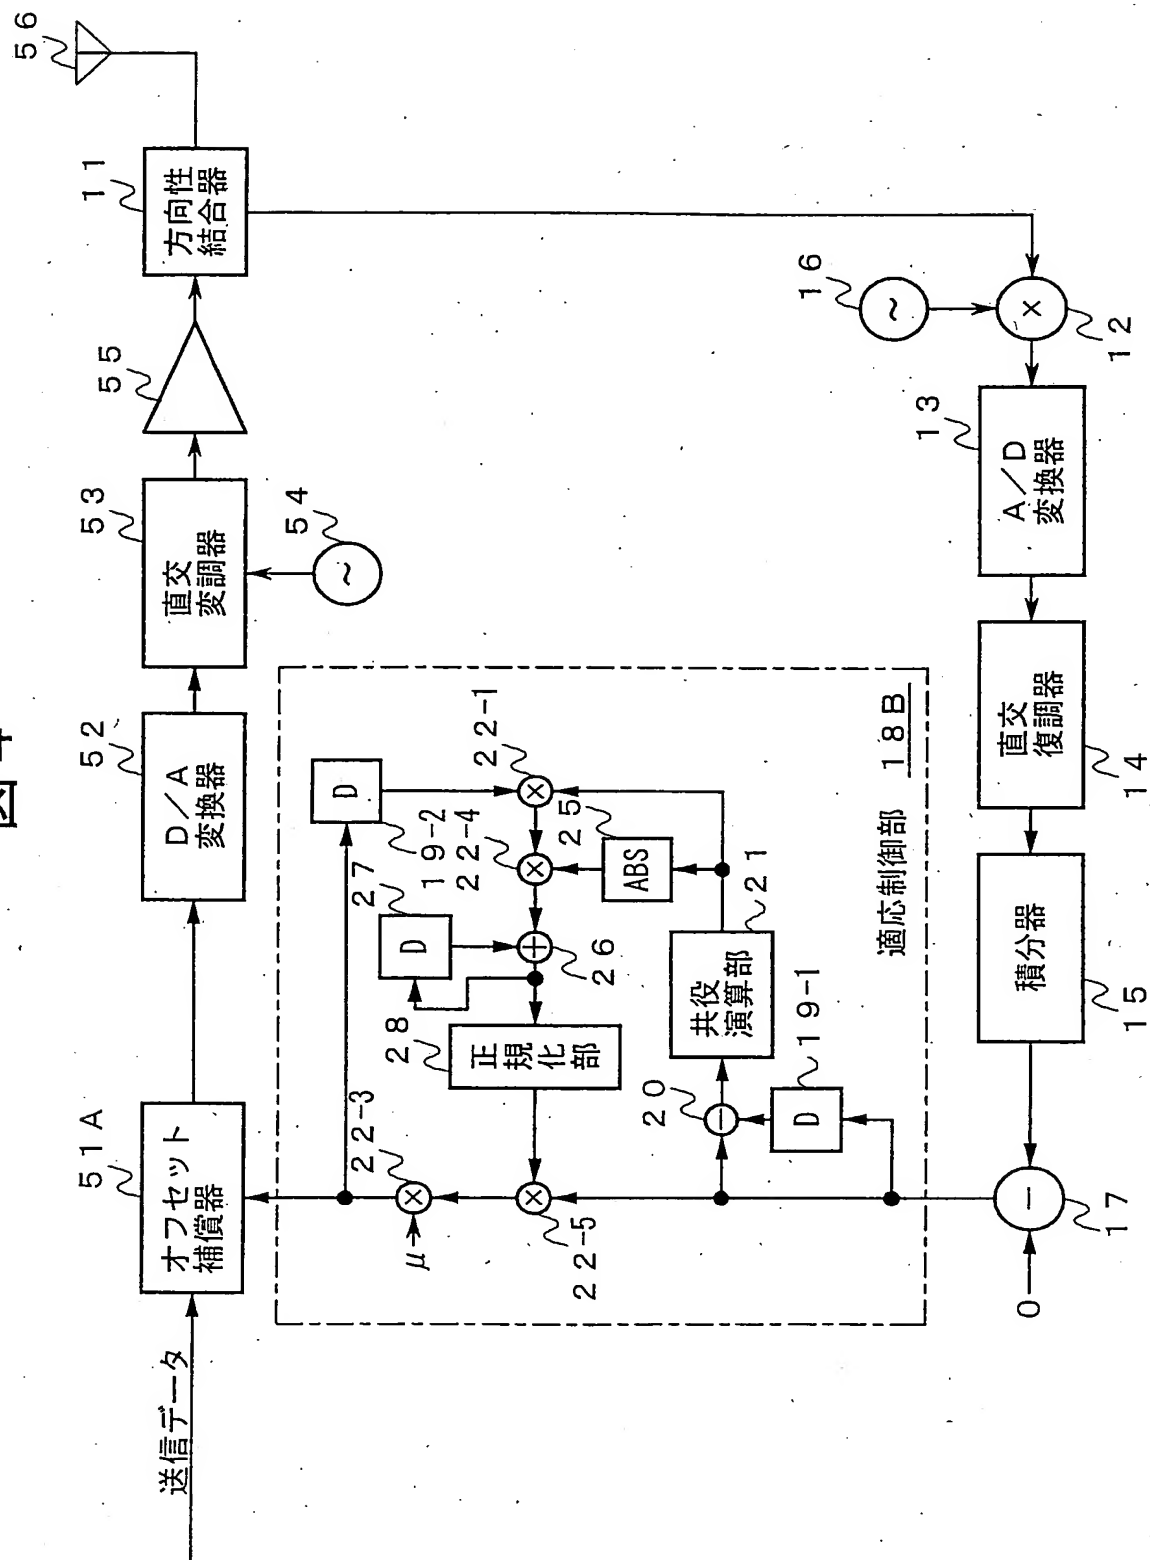 送信データ
51A
オフセット
補償器
52
D/A
変換器
53
直交
変調器
54
~
55
11
方向性
結合器
56
18B
適応制御部
D
19-2
22-1
×
22-4
×
25
ABS
27
D
26
+
28
正規化部
21
共役
演算部
20
−
19-1
D
22-3
×
μ
22-5
×
16
~
12
×
13
A/D
変換器
14
直交
復調器
15
積分器
17
−
0